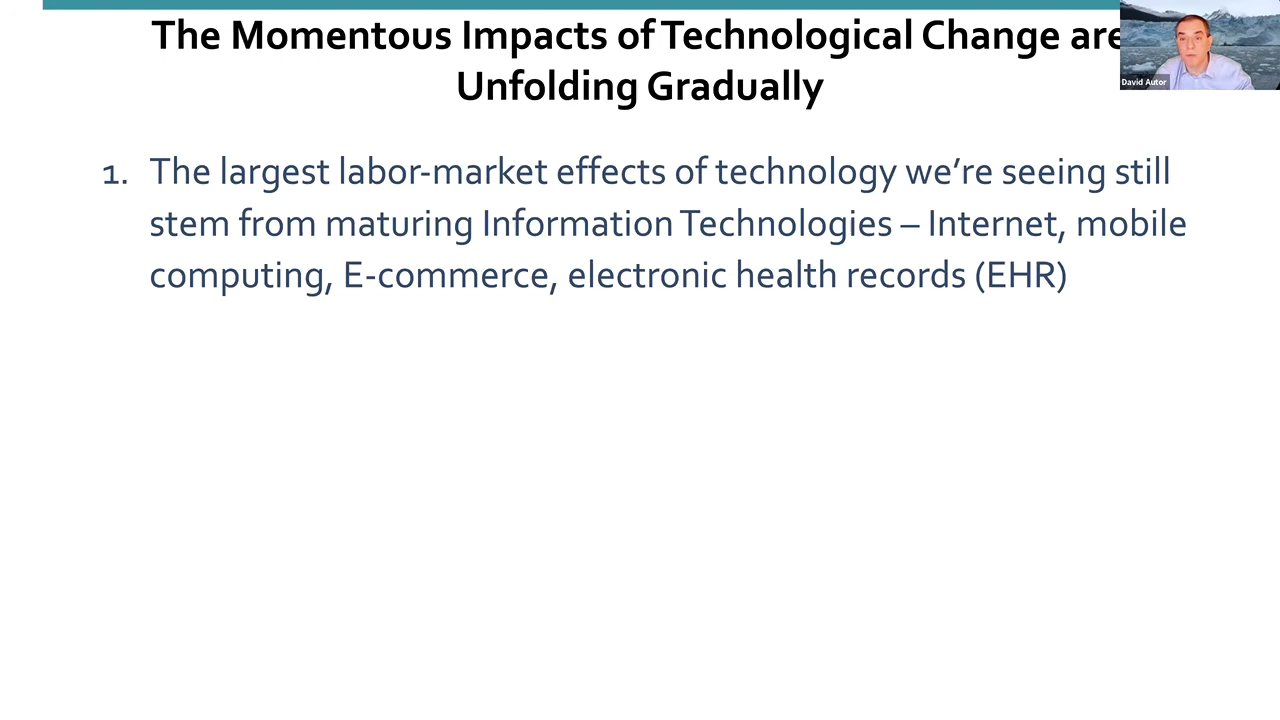 The Momentous Impacts of Technological Change are
Unfolding Gradually
David Autor
1. The largest labor-market effects of technology we’re seeing still
stem from maturing Information Technologies – Internet, mobile
computing, E-commerce, electronic health records (EHR)